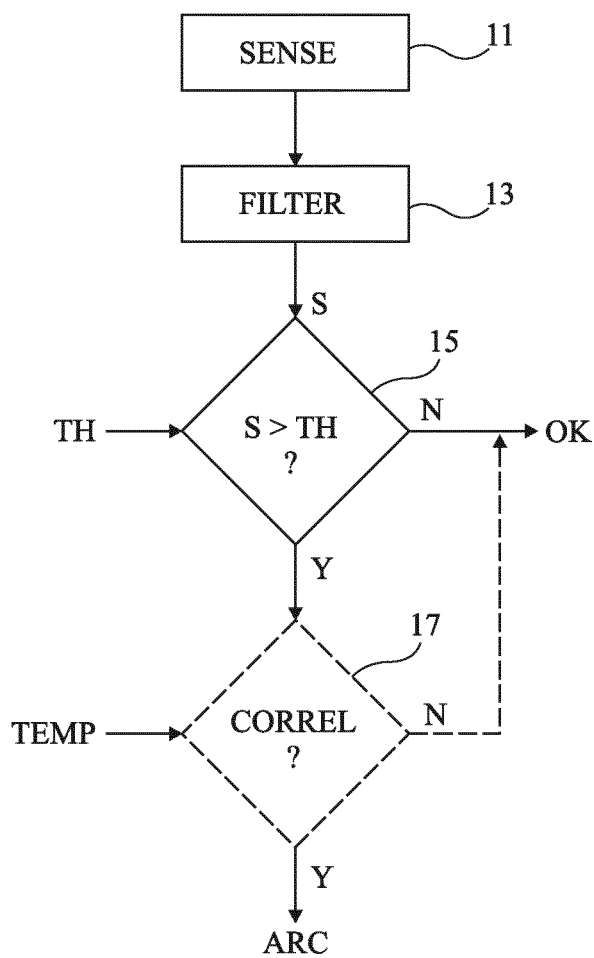 SENSE
11
FILTER
13
S
15
TH
S > TH
?
N
OK
Y
17
TEMP
CORREL
?
N
Y
ARC